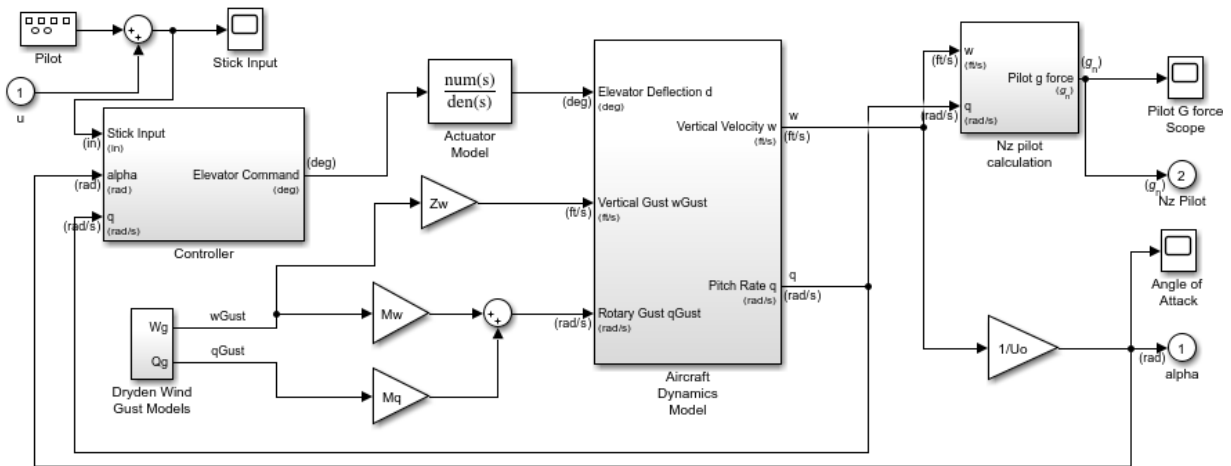 Pilot
+
+
Stick Input
1
u
Stick Input
(in)
(in)
alpha
(rad)
(rad)
q
(rad/s)
(rad/s)
Elevator Command
(deg)
(deg)
Controller
num(s)
den(s)
Actuator
Model
Zw
Wg
Qg
wGust
qGust
Dryden Wind
Gust Models
Mw
Mq
+
+
Elevator Deflection d
(deg)
(deg)
Vertical Gust wGust
(ft/s)
(ft/s)
Rotary Gust qGust
(rad/s)
(rad/s)
Vertical Velocity w
(ft/s)
w
(ft/s)
Pitch Rate q
(rad/s)
q
(rad/s)
Aircraft
Dynamics
Model
w
(ft/s)
(ft/s)
q
(rad/s)
(rad/s)
Pilot g force
(gn)
(gn)
Nz pilot
calculation
Pilot G force
Scope
2
(gn)
Nz Pilot
Angle of
Attack
1/Uo
1
(rad)
alpha